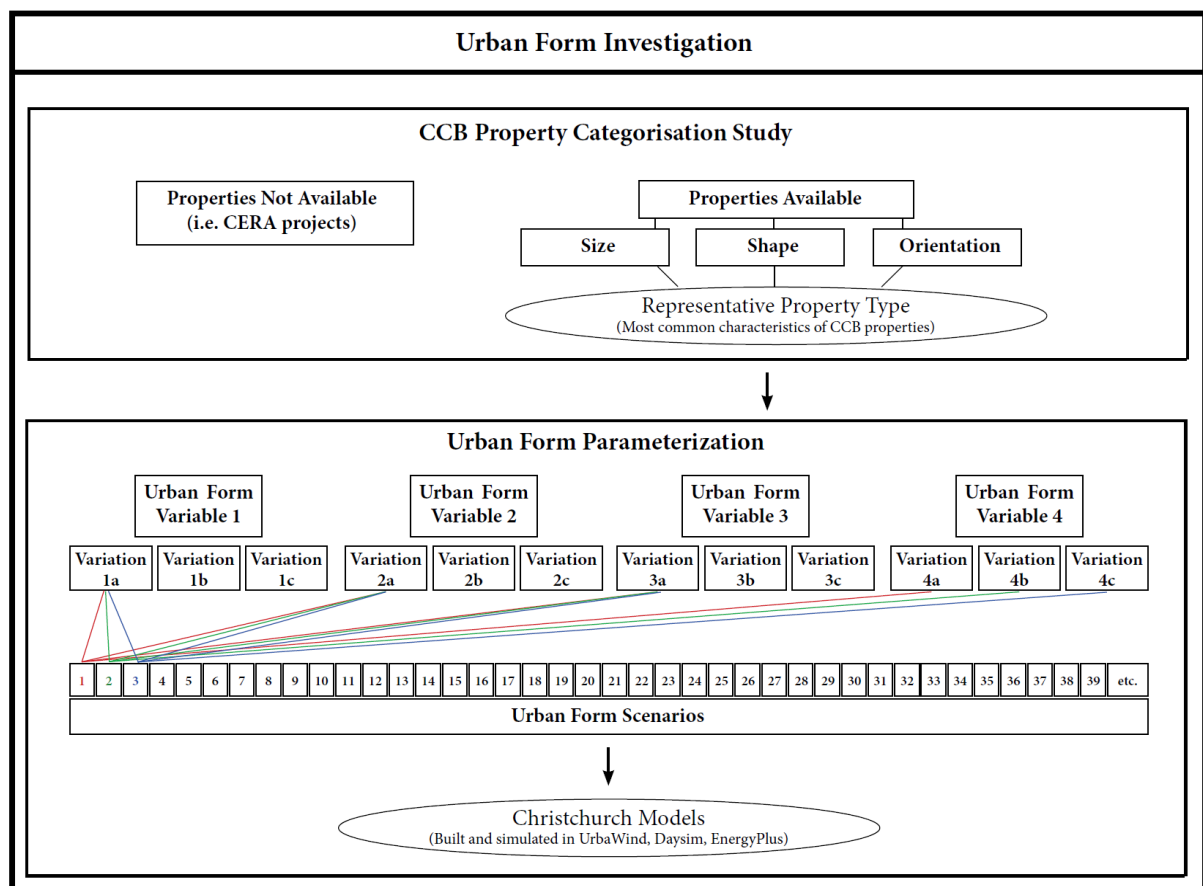 Urban Form Investigation
CCB Property Categorisation Study
Properties Not Available
(i.e. CERA projects)
Properties Available
Size
Shape
Orientation
Representative Property Type
(Most common characteristics of CCB properties)
Urban Form Parameterization
Urban Form
Variable 1
Urban Form
Variable 2
Urban Form
Variable 3
Urban Form
Variable 4
Variation
1a
Variation
1b
Variation
1c
Variation
2a
Variation
2b
Variation
2c
Variation
3a
Variation
3b
Variation
3c
Variation
4a
Variation
4b
Variation
4c
1 2 3 4 5 6 7 8 9 10 11 12 13 14 15 16 17 18 19 20 21 22 23 24 25 26 27 28 29 30 31 32 33 34 35 36 37 38 39 etc.
Urban Form Scenarios
Christchurch Models
(Built and simulated in UrbaWind, Daysim, EnergyPlus)